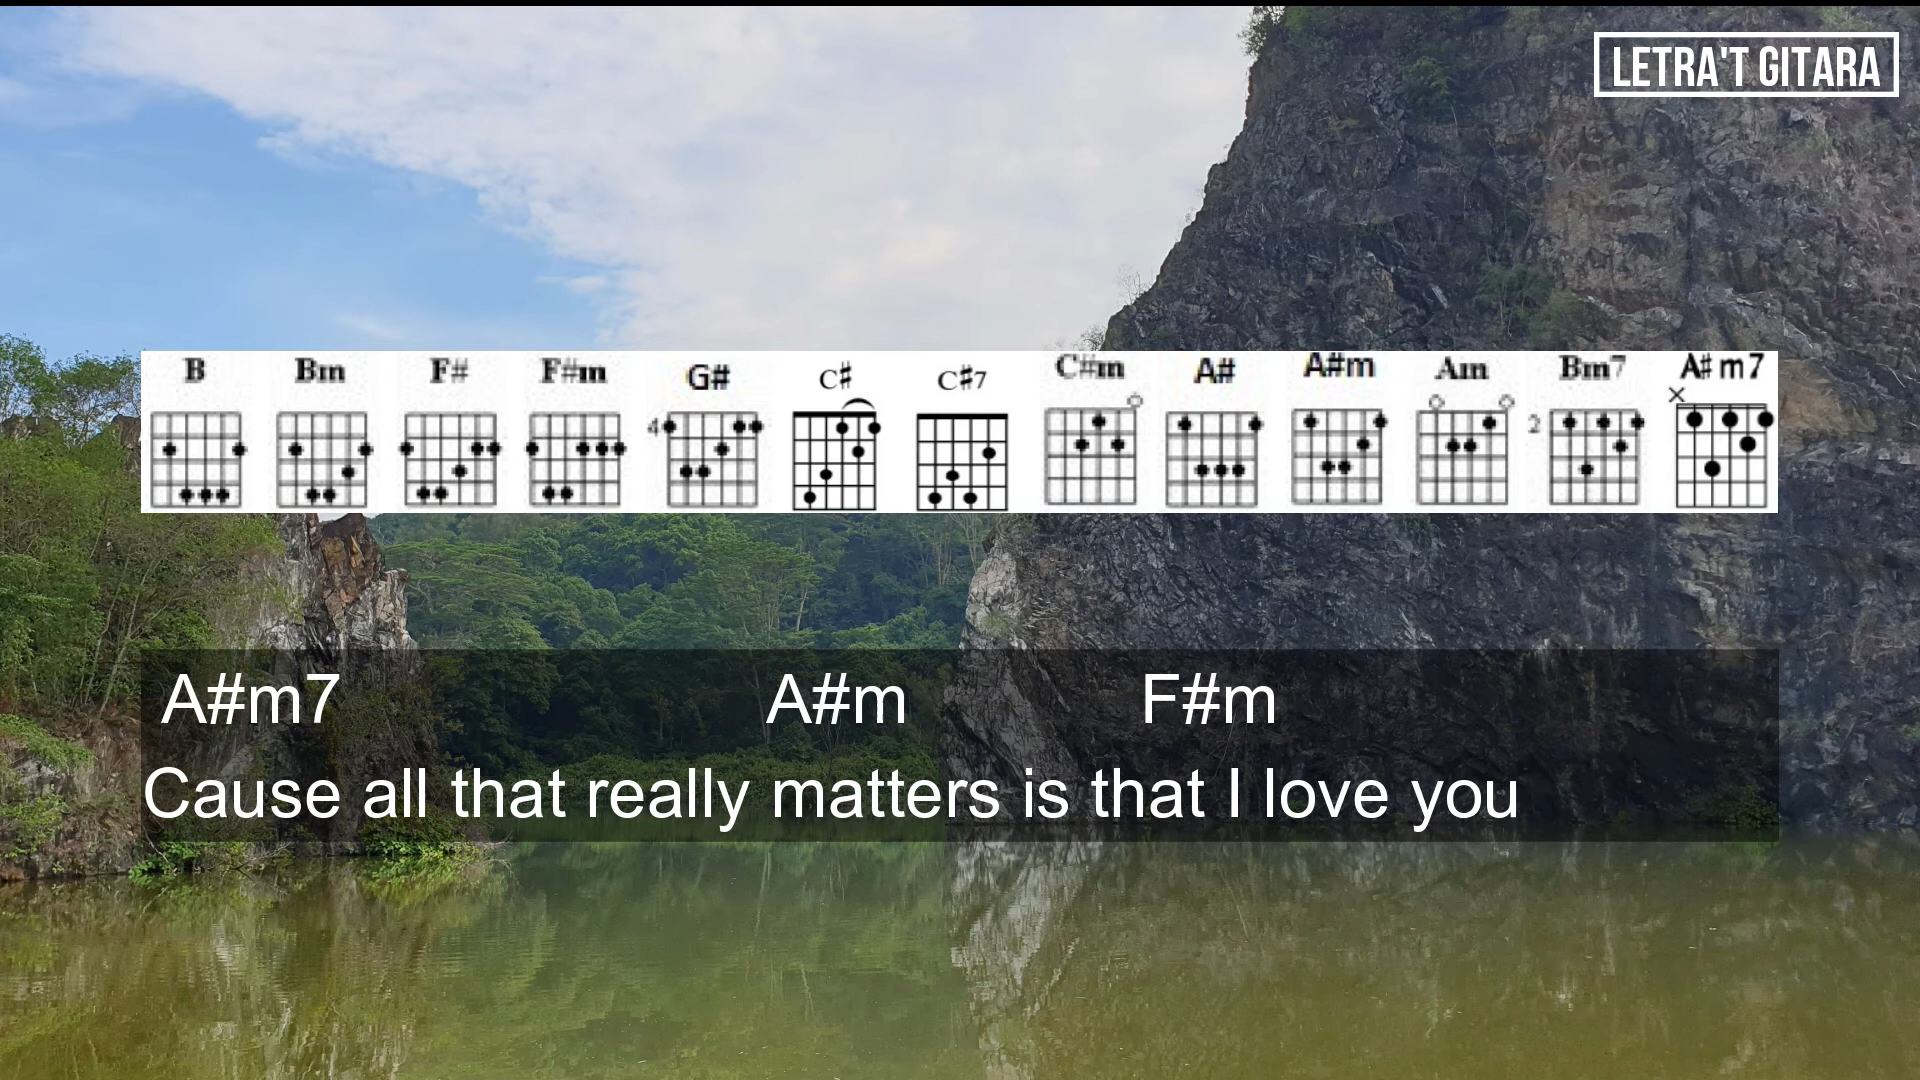 LETRA'T GITARA
B Bm F# F#m G# C# C#7 C#m A# A#m Am Bm7 A#m7
4 2 ×
A#m7 A#m F#m
Cause all that really matters is that I love you